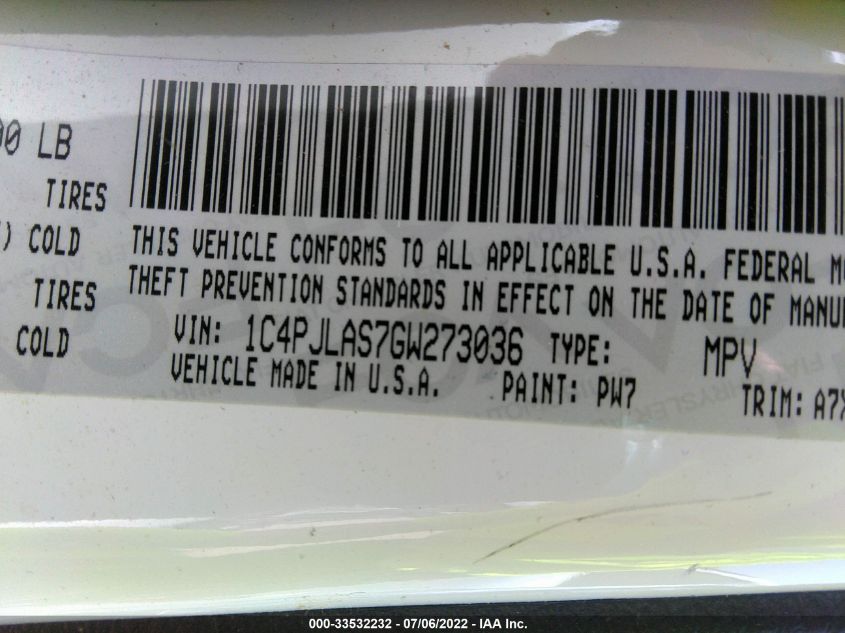 00 LB
TIRES
) COLD
TIRES
COLD
THIS VEHICLE CONFORMS TO ALL APPLICABLE U.S.A. FEDERAL M
THEFT PREVENTION STANDARDS IN EFFECT ON THE DATE OF MANU
VIN: 1C4PJLAS7GW273036 TYPE: MPV
VEHICLE MADE IN U.S.A. PAINT: PW7 TRIM: A7X
000-33532232 - 07/06/2022 - IAA Inc.